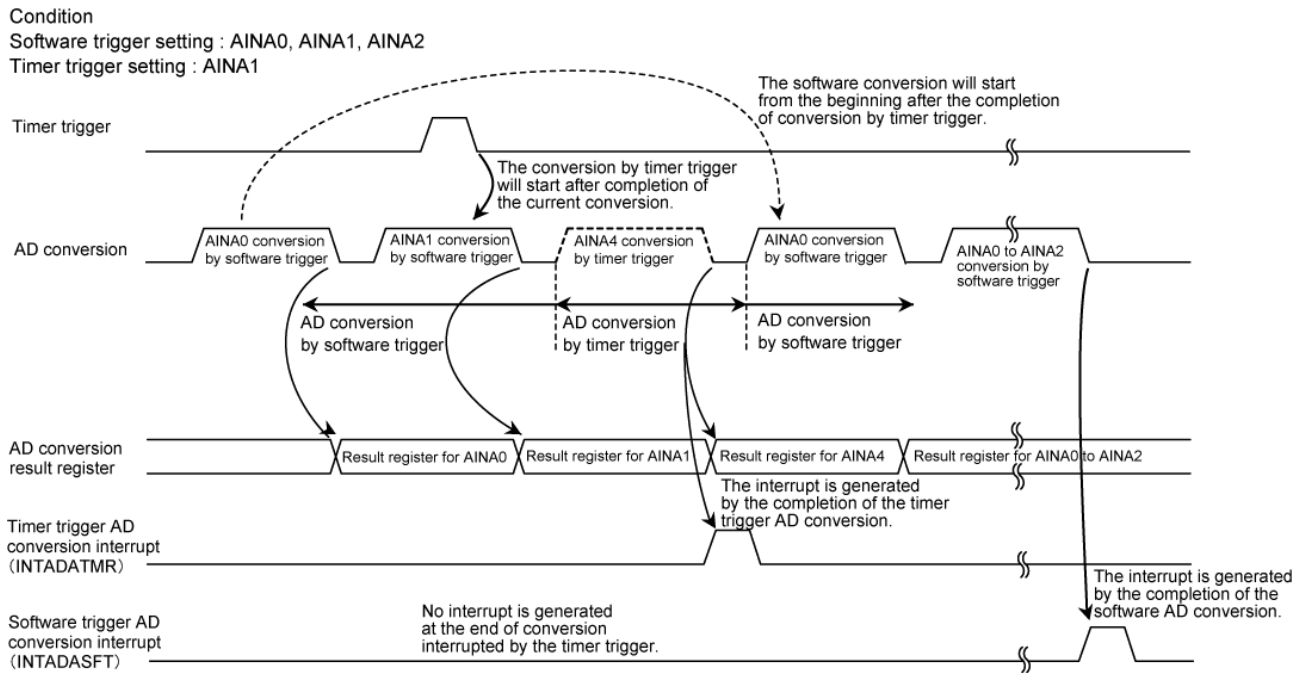 Condition
Software trigger setting : AINA0, AINA1, AINA2
Timer trigger setting : AINA1
The software conversion will start
from the beginning after the completion
of conversion by timer trigger.
Timer trigger
The conversion by timer trigger
will start after completion of
the current conversion.
AD conversion
AINA0 conversion
by software trigger
AINA1 conversion
by software trigger
AINA4 conversion
by timer trigger
AINA0 conversion
by software trigger
AINA0 to AINA2
conversion by
software trigger
AD conversion
by software trigger
AD conversion
by timer trigger
AD conversion
by software trigger
AD conversion
result register
Result register for AINA0
Result register for AINA1
Result register for AINA4
Result register for AINA0 to AINA2
The interrupt is generated
by the completion of the timer
trigger AD conversion.
Timer trigger AD
conversion interrupt
(INTADATMR)
The interrupt is generated
by the completion of the
software AD conversion.
Software trigger AD
conversion interrupt
(INTADASFT)
No interrupt is generated
at the end of conversion
interrupted by the timer trigger.